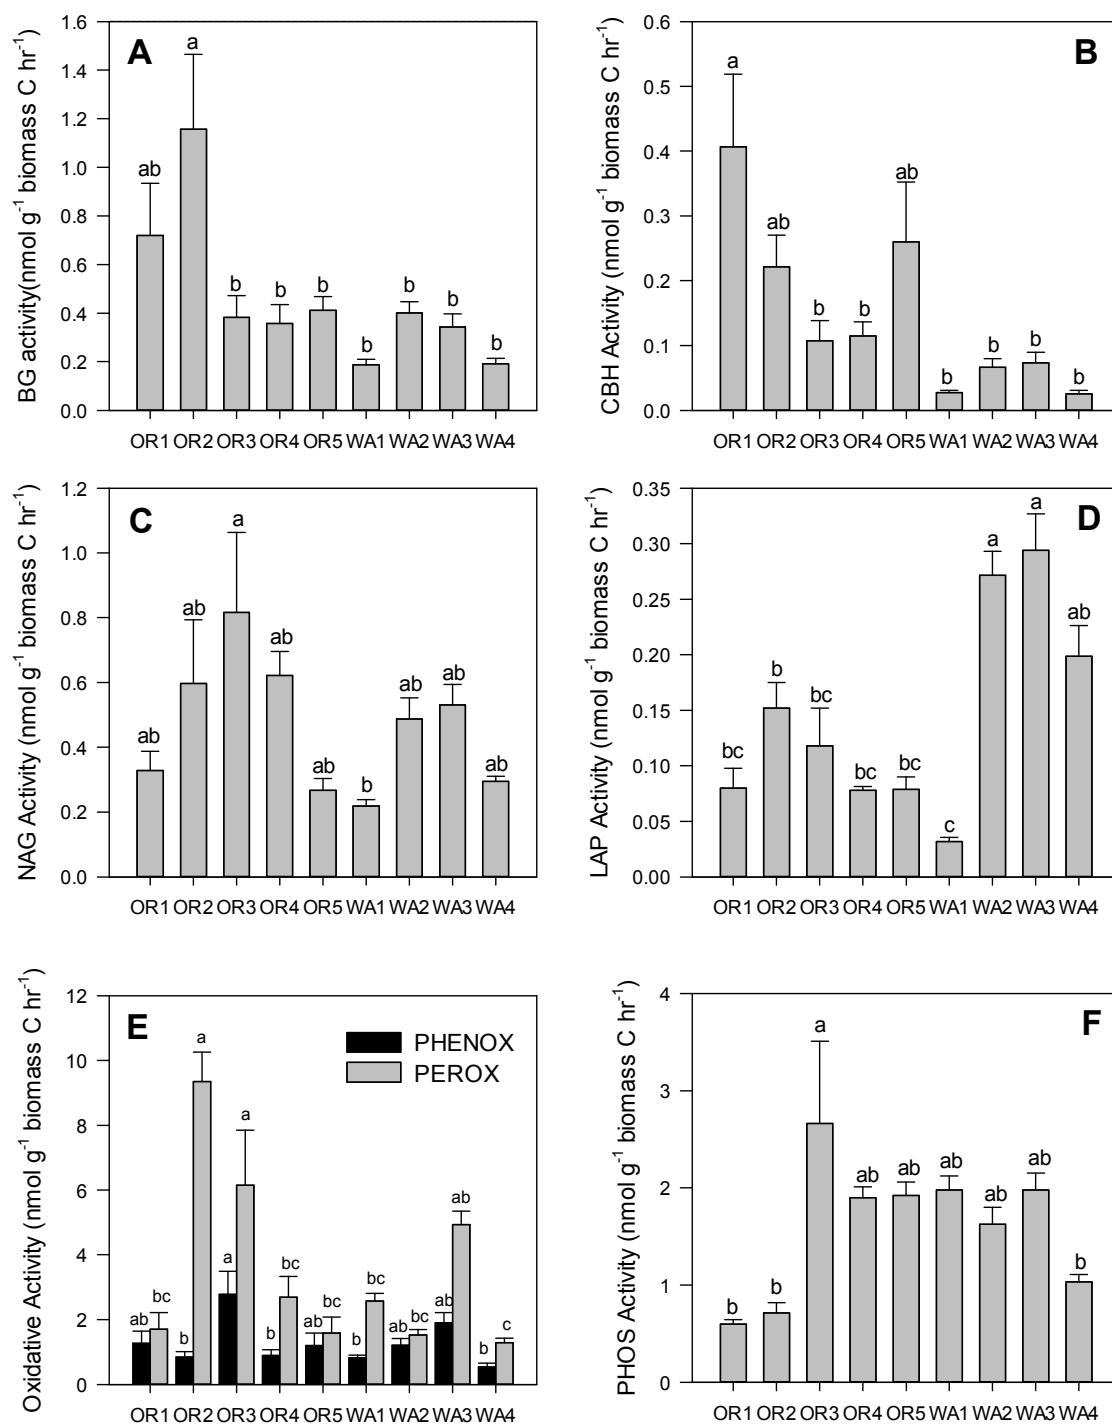 A
BG activity(nmol g-1 biomass C hr-1)
1.6
1.4
1.2
1.0
0.8
0.6
0.4
0.2
0.0
ab
a
b
b
b
b
b
b
b
OR1 OR2 OR3 OR4 OR5 WA1 WA2 WA3 WA4
B
CBH Activity (nmol g-1 biomass C hr-1)
0.6
0.5
0.4
0.3
0.2
0.1
0.0
a
ab
b
b
ab
b
b
b
b
OR1 OR2 OR3 OR4 OR5 WA1 WA2 WA3 WA4
C
NAG Activity (nmol g-1 biomass C hr-1)
1.2
1.0
0.8
0.6
0.4
0.2
0.0
ab
ab
a
ab
ab
b
ab
ab
ab
OR1 OR2 OR3 OR4 OR5 WA1 WA2 WA3 WA4
D
LAP Activity (nmol g-1 biomass C hr-1)
0.35
0.30
0.25
0.20
0.15
0.10
0.05
0.00
bc
b
bc
bc
bc
c
a
a
ab
OR1 OR2 OR3 OR4 OR5 WA1 WA2 WA3 WA4
E
Oxidative Activity (nmol g-1 biomass C hr-1)
12
10
8
6
4
2
0
PHENOX
PEROX
ab
bc
b
a
a
a
b
bc
ab
bc
b
bc
ab
bc
ab
ab
b
c
OR1 OR2 OR3 OR4 OR5 WA1 WA2 WA3 WA4
F
PHOS Activity (nmol g-1 biomass C hr-1)
4
3
2
1
0
b
b
a
ab
ab
ab
ab
ab
b
OR1 OR2 OR3 OR4 OR5 WA1 WA2 WA3 WA4